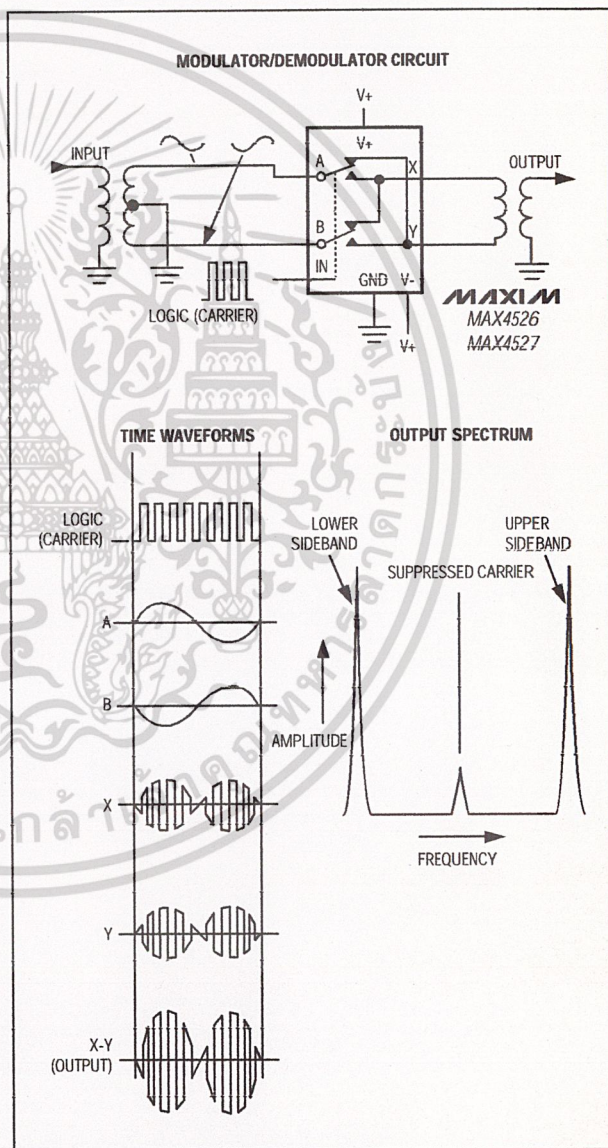 MODULATOR/DEMODULATOR CIRCUIT
V+
INPUT
A
V+
X
OUTPUT
B
Y
IN
GND V-
LOGIC (CARRIER)
V+
MAXIM
MAX4526
MAX4527
TIME WAVEFORMS
OUTPUT SPECTRUM
LOGIC
(CARRIER)
LOWER
SIDEBAND
UPPER
SIDEBAND
SUPPRESSED CARRIER
A
B
AMPLITUDE
X
FREQUENCY
Y
X-Y
(OUTPUT)